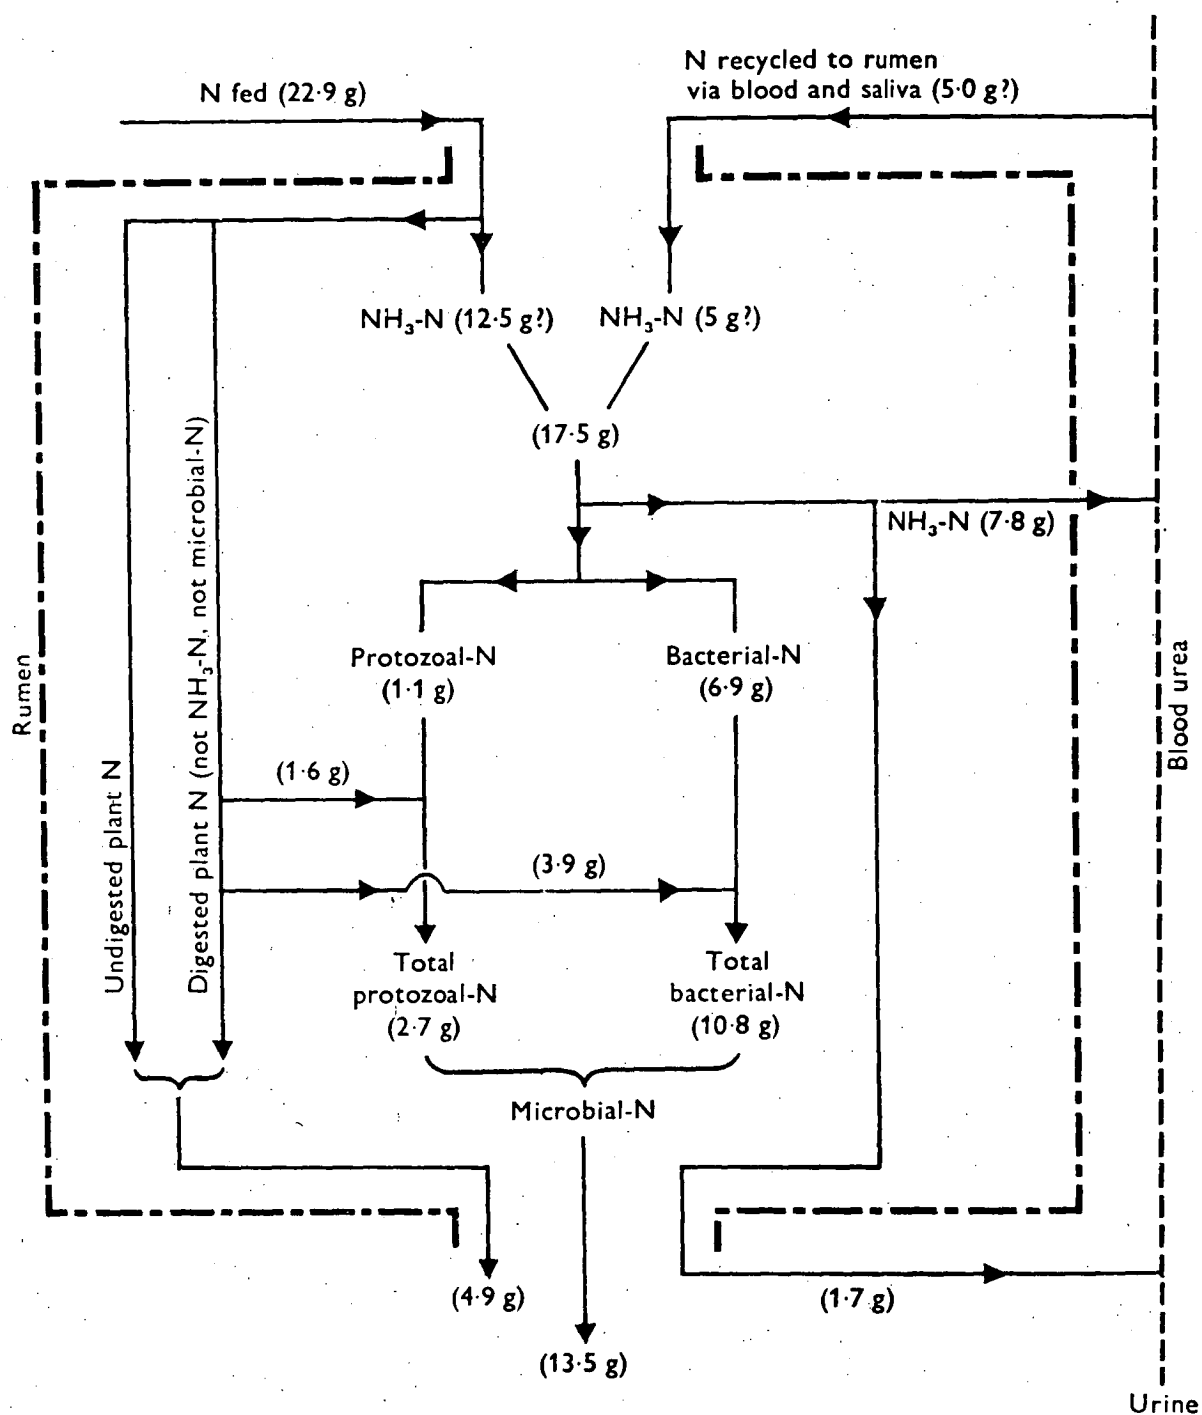 N recycled to rumen
via blood and saliva (5·0 g?)
N fed (22·9 g)
NH₃-N (12·5 g?)
NH₃-N (5 g?)
(17·5 g)
NH₃-N (7·8 g)
Protozoal-N
(1·1 g)
Bacterial-N
(6·9 g)
Rumen
Undigested plant N
Digested plant N (not NH₃-N, not microbial-N)
Blood urea
(1·6 g)
(3·9 g)
Total
protozoal-N
(2·7 g)
Total
bacterial-N
(10·8 g)
Microbial-N
(4·9 g)
(1·7 g)
(13·5 g)
Urine